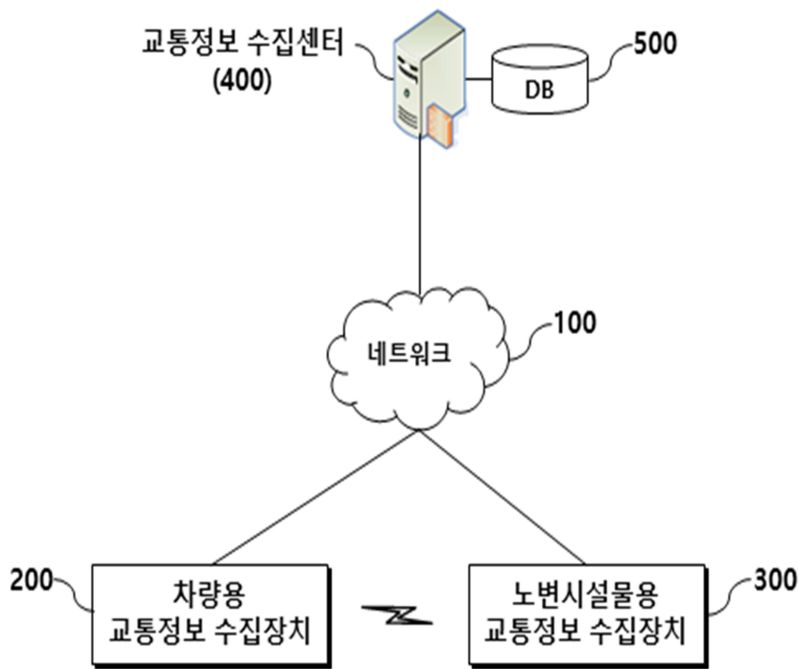 교통정보 수집센터
(400)
500
DB
100
네트워크
200
차량용
교통정보 수집장치
노변시설물용
교통정보 수집장치
300